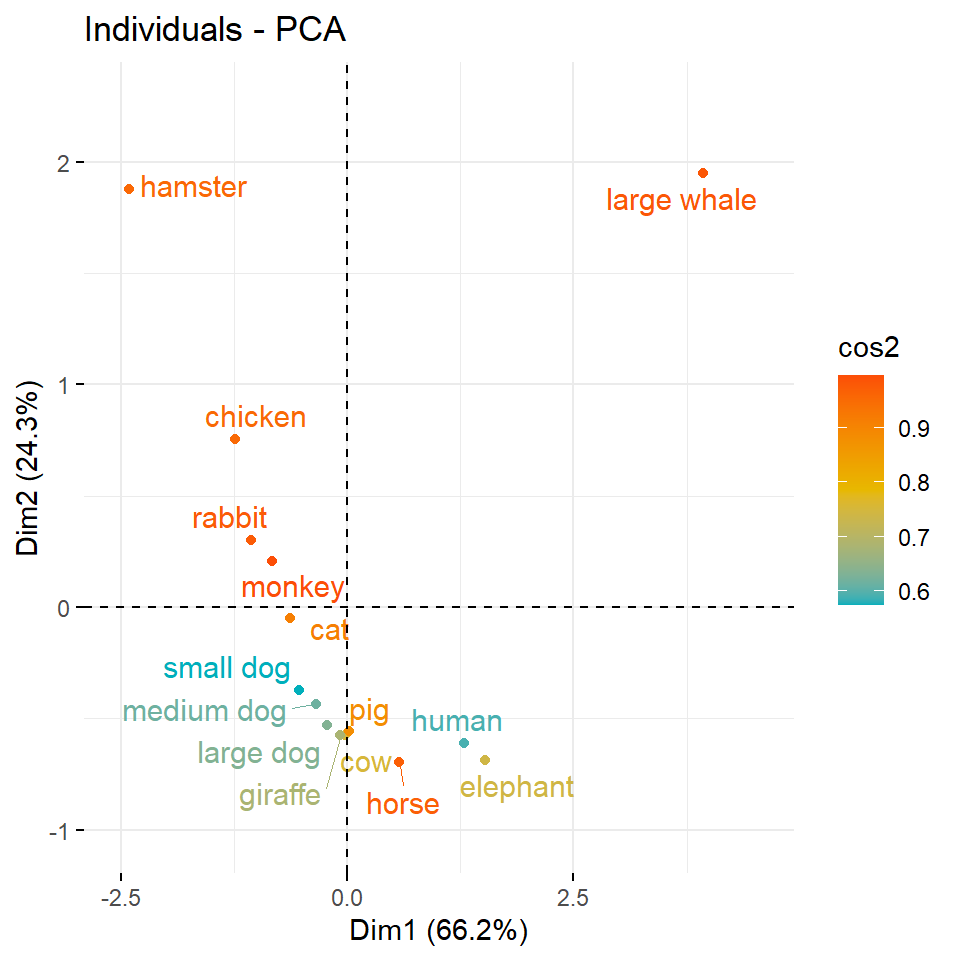 Individuals - PCA
2
hamster
large whale
cos2
1
chicken
0.9
0.8
rabbit
0.7
monkey
0.6
0
cat
small dog
medium dog
pig
human
large dog
cow
elephant
giraffe
horse
-1
-2.5
0.0
2.5
Dim1 (66.2%)
Dim2 (24.3%)